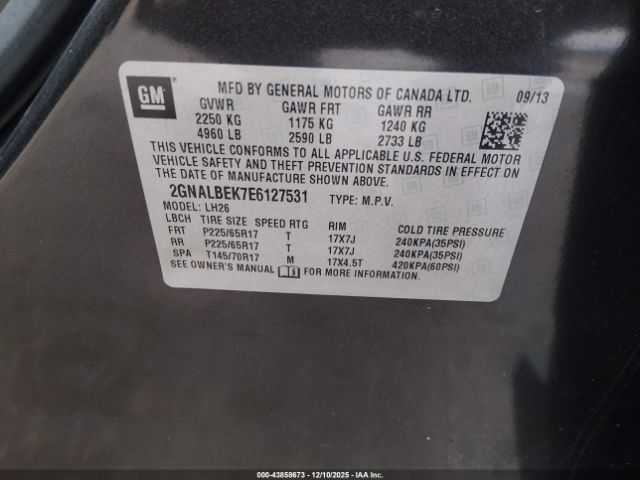 GM
MFD BY GENERAL MOTORS OF CANADA LTD. 09/13
GVWR GAWR FRT GAWR RR
2250 KG 1175 KG 1240 KG
4960 LB 2590 LB 2733 LB
THIS VEHICLE CONFORMS TO ALL APPLICABLE U.S. FEDERAL MOTOR
VEHICLE SAFETY AND THEFT PREVENTION STANDARDS IN EFFECT ON
THE DATE OF MANUFACTURE SHOWN ABOVE.
2GNALBEK7E6127531 TYPE: M.P.V.
MODEL: LH26
LBCH TIRE SIZE SPEED RTG RIM COLD TIRE PRESSURE
FRT P225/65R17 T 17X7J 240KPA(35PSI)
RR P225/65R17 T 17X7J 240KPA(35PSI)
SPA T145/70R17 M 17X4.5T 420KPA(60PSI)
SEE OWNER'S MANUAL FOR MORE INFORMATION.
© - 43858673 - 12/10/2025 - IAAI.COM